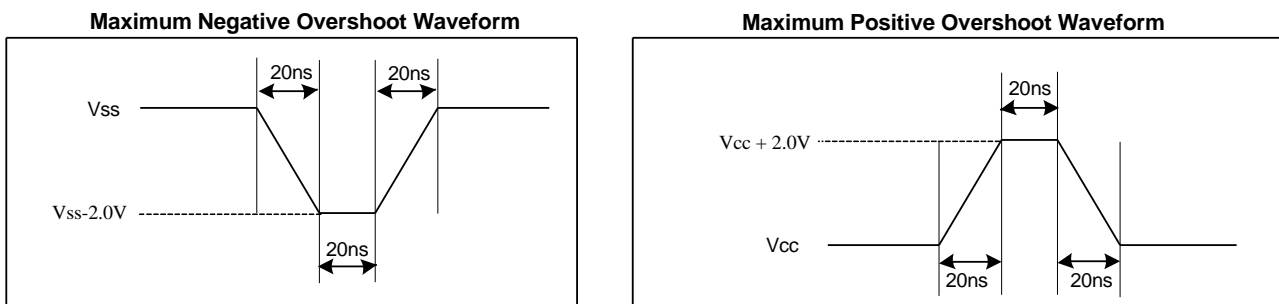 Maximum Negative Overshoot Waveform
20ns 20ns
Vss
Vss-2.0V
20ns
Maximum Positive Overshoot Waveform
20ns
Vcc + 2.0V
Vcc
20ns 20ns